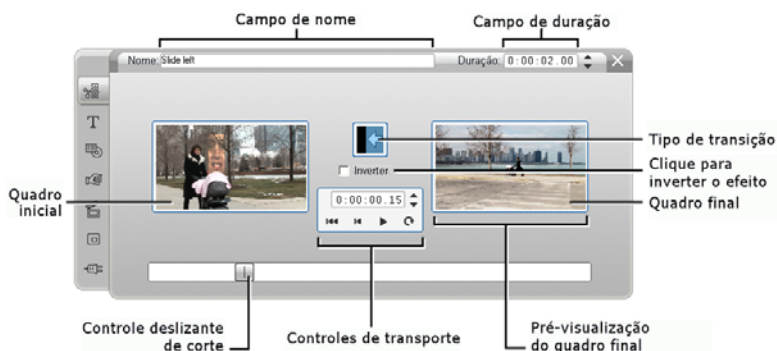 Campo de nome
Campo de duração
Nome: Slide left
Duração: 0:00:02.00
T
Tipo de transição
Inverter
Clique para
inverter o efeito
Quadro
inicial
0:00:00.15
Quadro final
Controle deslizante
de corte
Controles de transporte
Pré-visualização
do quadro final